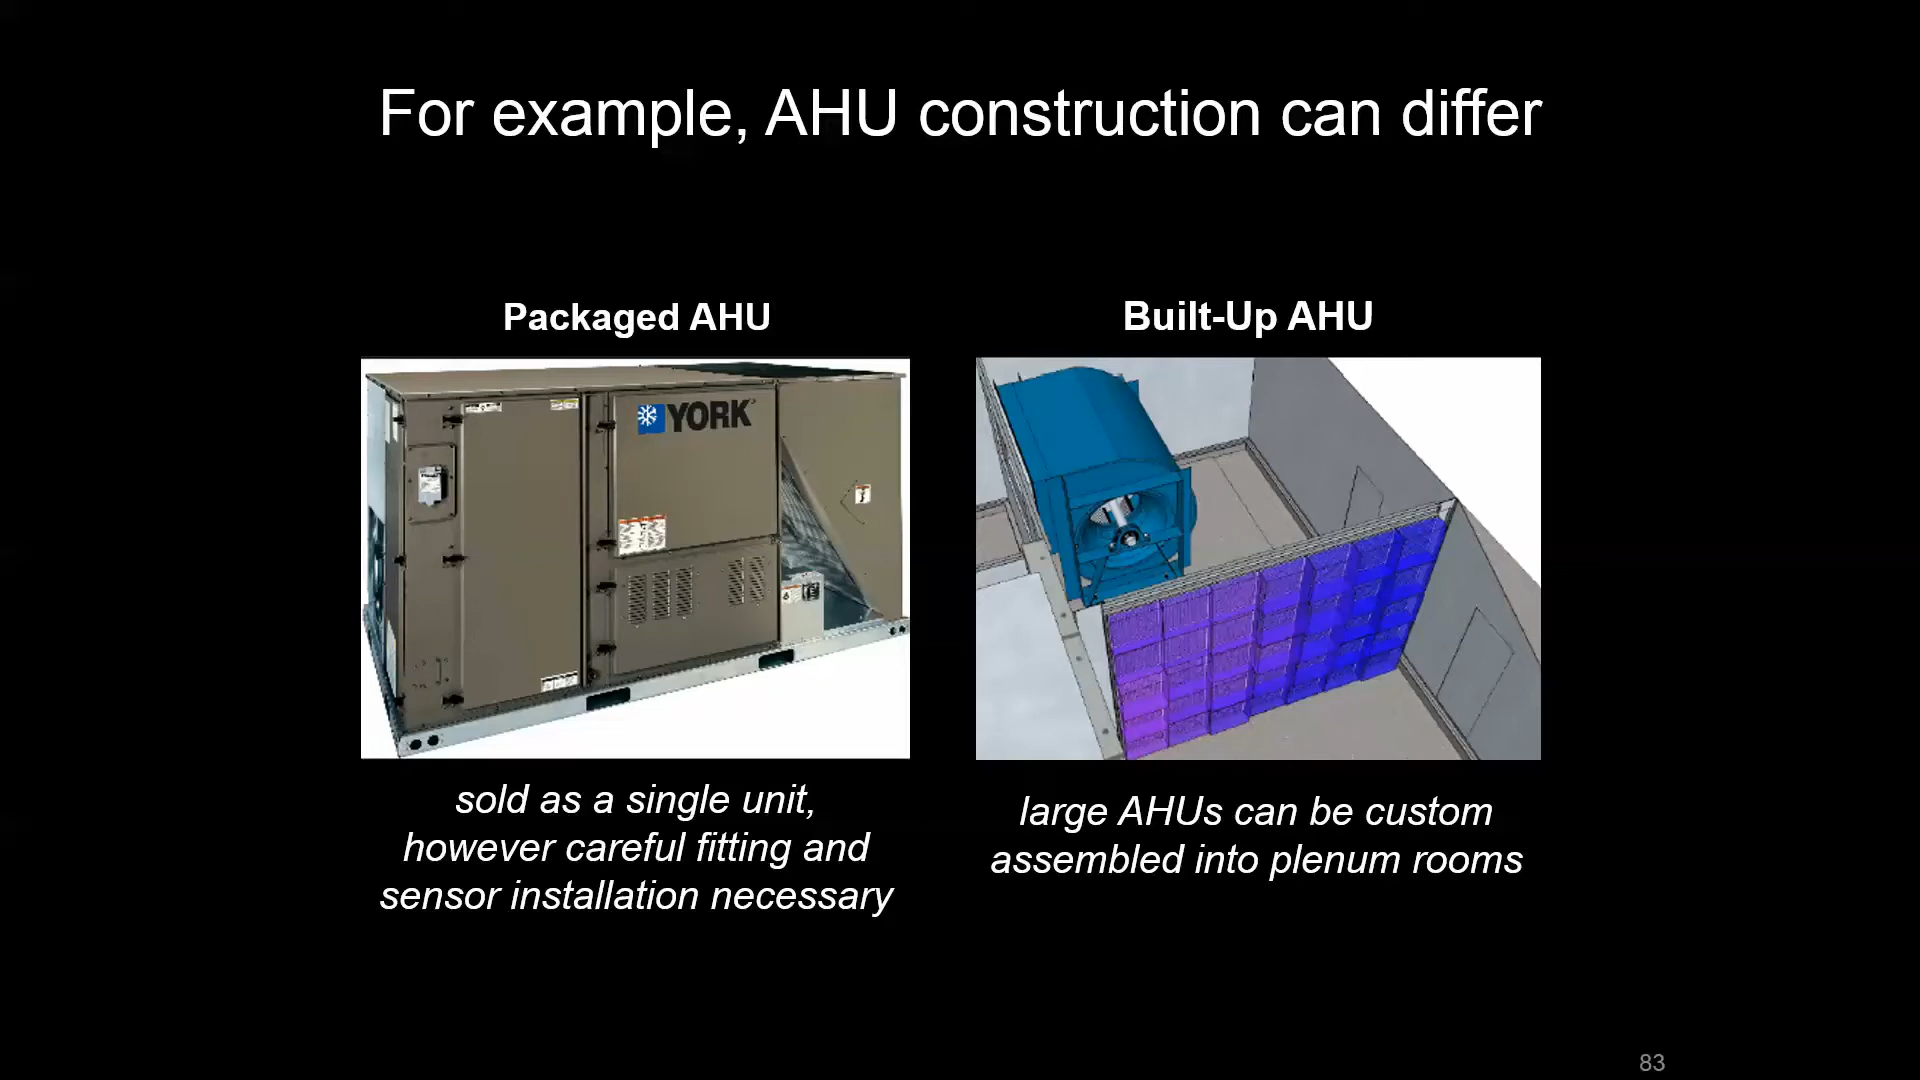 For example, AHU construction can differ
Packaged AHU
Built-Up AHU
YORK
sold as a single unit,
however careful fitting and
sensor installation necessary
large AHUs can be custom
assembled into plenum rooms
83